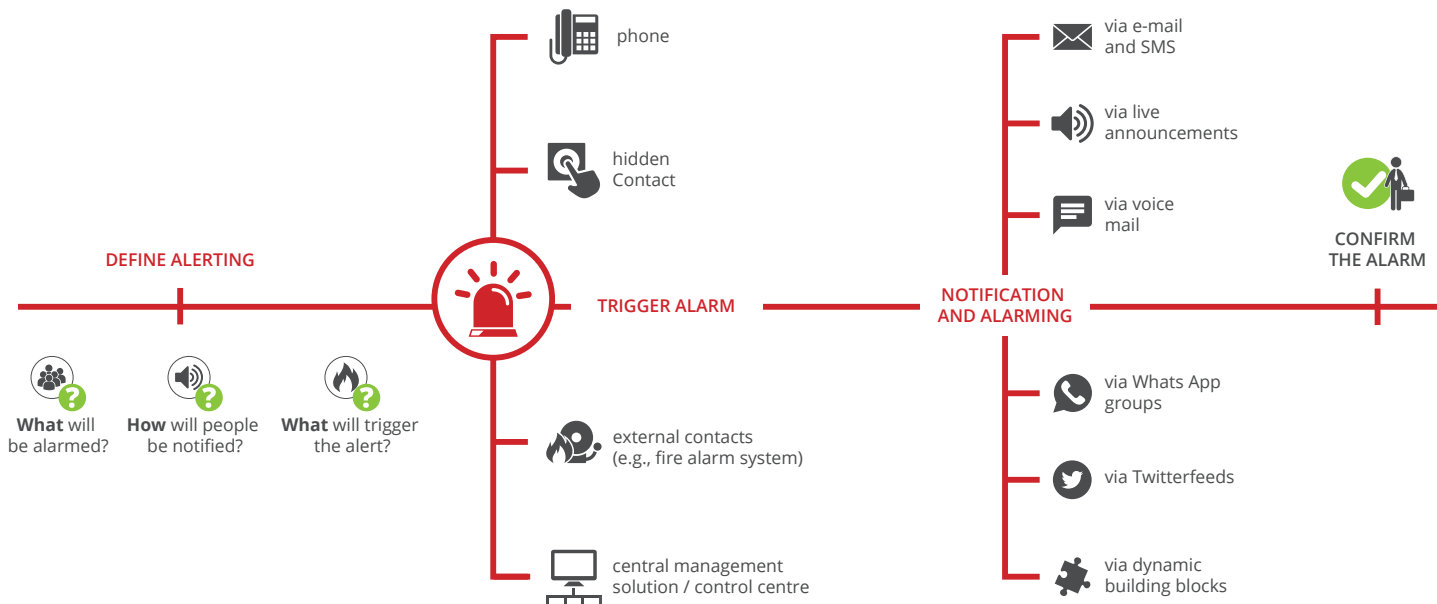 DEFINE ALERTING
What will
be alarmed?
How will people
be notified?
What will trigger
the alert?
phone
hidden
Contact
TRIGGER ALARM
external contacts
(e.g., fire alarm system)
central management
solution / control centre
via e-mail
and SMS
via live
announcements
via voice
mail
NOTIFICATION
AND ALARMING
via Whats App
groups
via Twitterfeeds
via dynamic
building blocks
CONFIRM
THE ALARM